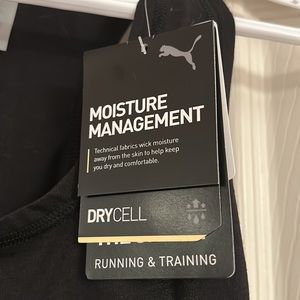 MOISTURE
MANAGEMENT
Technical fabrics wick moisture
away from the skin to help keep
you dry and comfortable.
DRYCELL
RUNNING & TRAINING